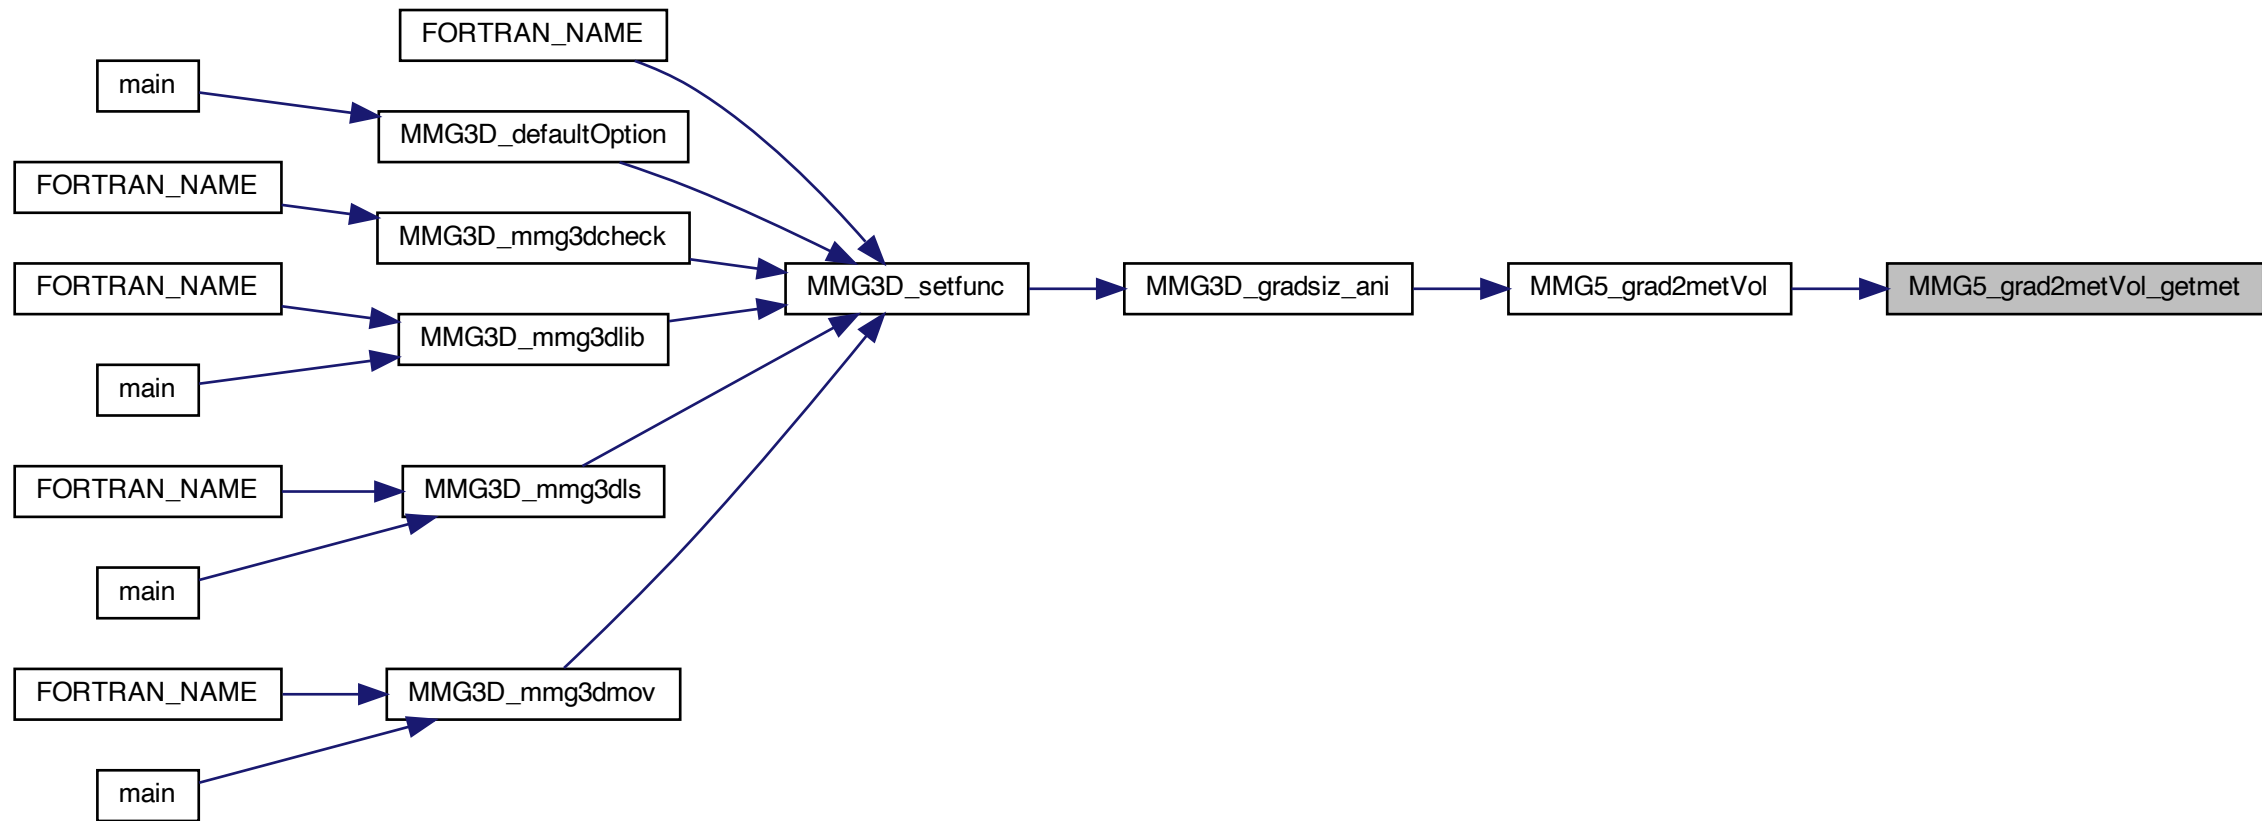 FORTRAN_NAME
main
MMG3D_defaultOption
FORTRAN_NAME
MMG3D_mmg3dcheck
FORTRAN_NAME
MMG3D_setfunc
MMG3D_gradsiz_ani
MMG5_grad2metVol
MMG5_grad2metVol_getmet
MMG3D_mmg3dlib
main
FORTRAN_NAME
MMG3D_mmg3dls
main
FORTRAN_NAME
MMG3D_mmg3dmov
main